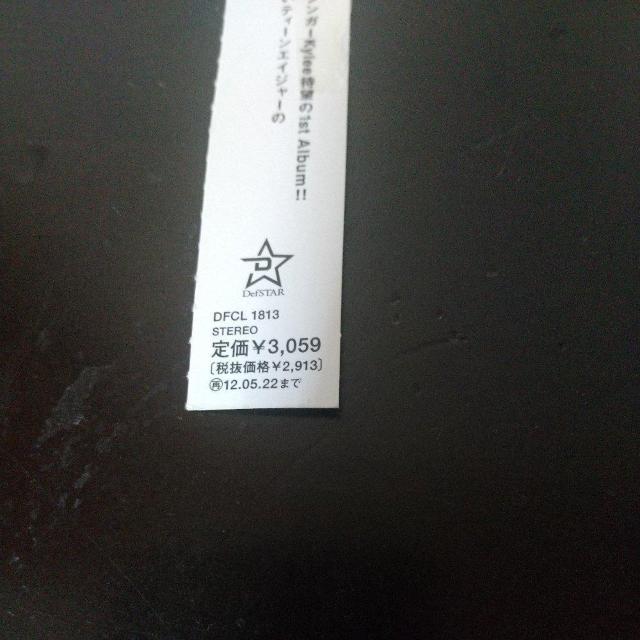 ンガーKylee待望の1st Album!!
ティーンエイジャーの
DefSTAR
DFCL 1813
STEREO
定価¥3,059
[税抜価格¥2,913]
再12.05.22まで